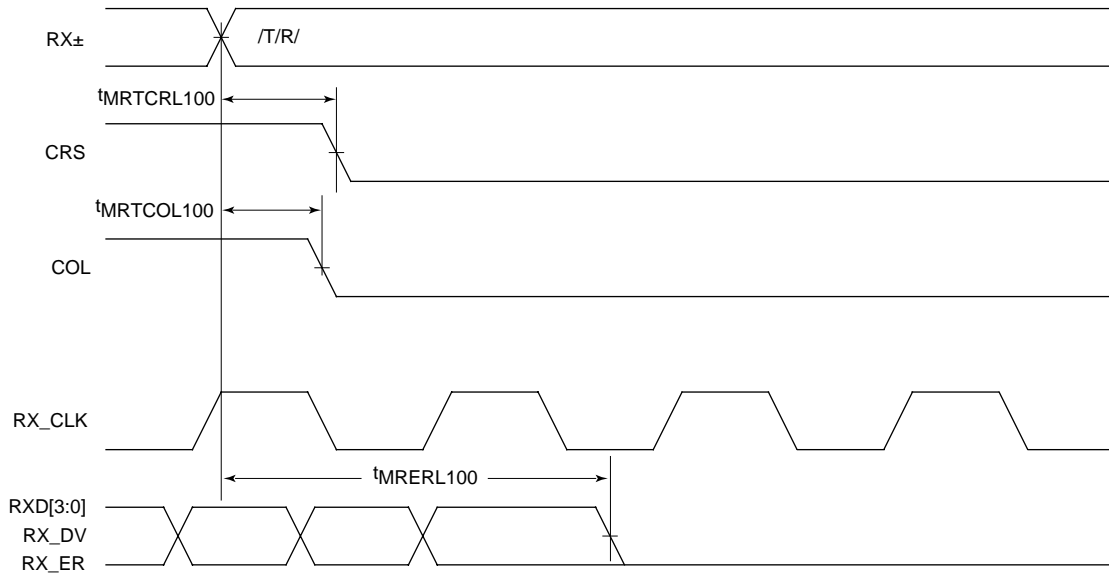 RX± /T/R/
tMRTCRL100
CRS
tMRTCOL100
COL
RX_CLK
tMRERL100
RXD[3:0]
RX_DV
RX_ER